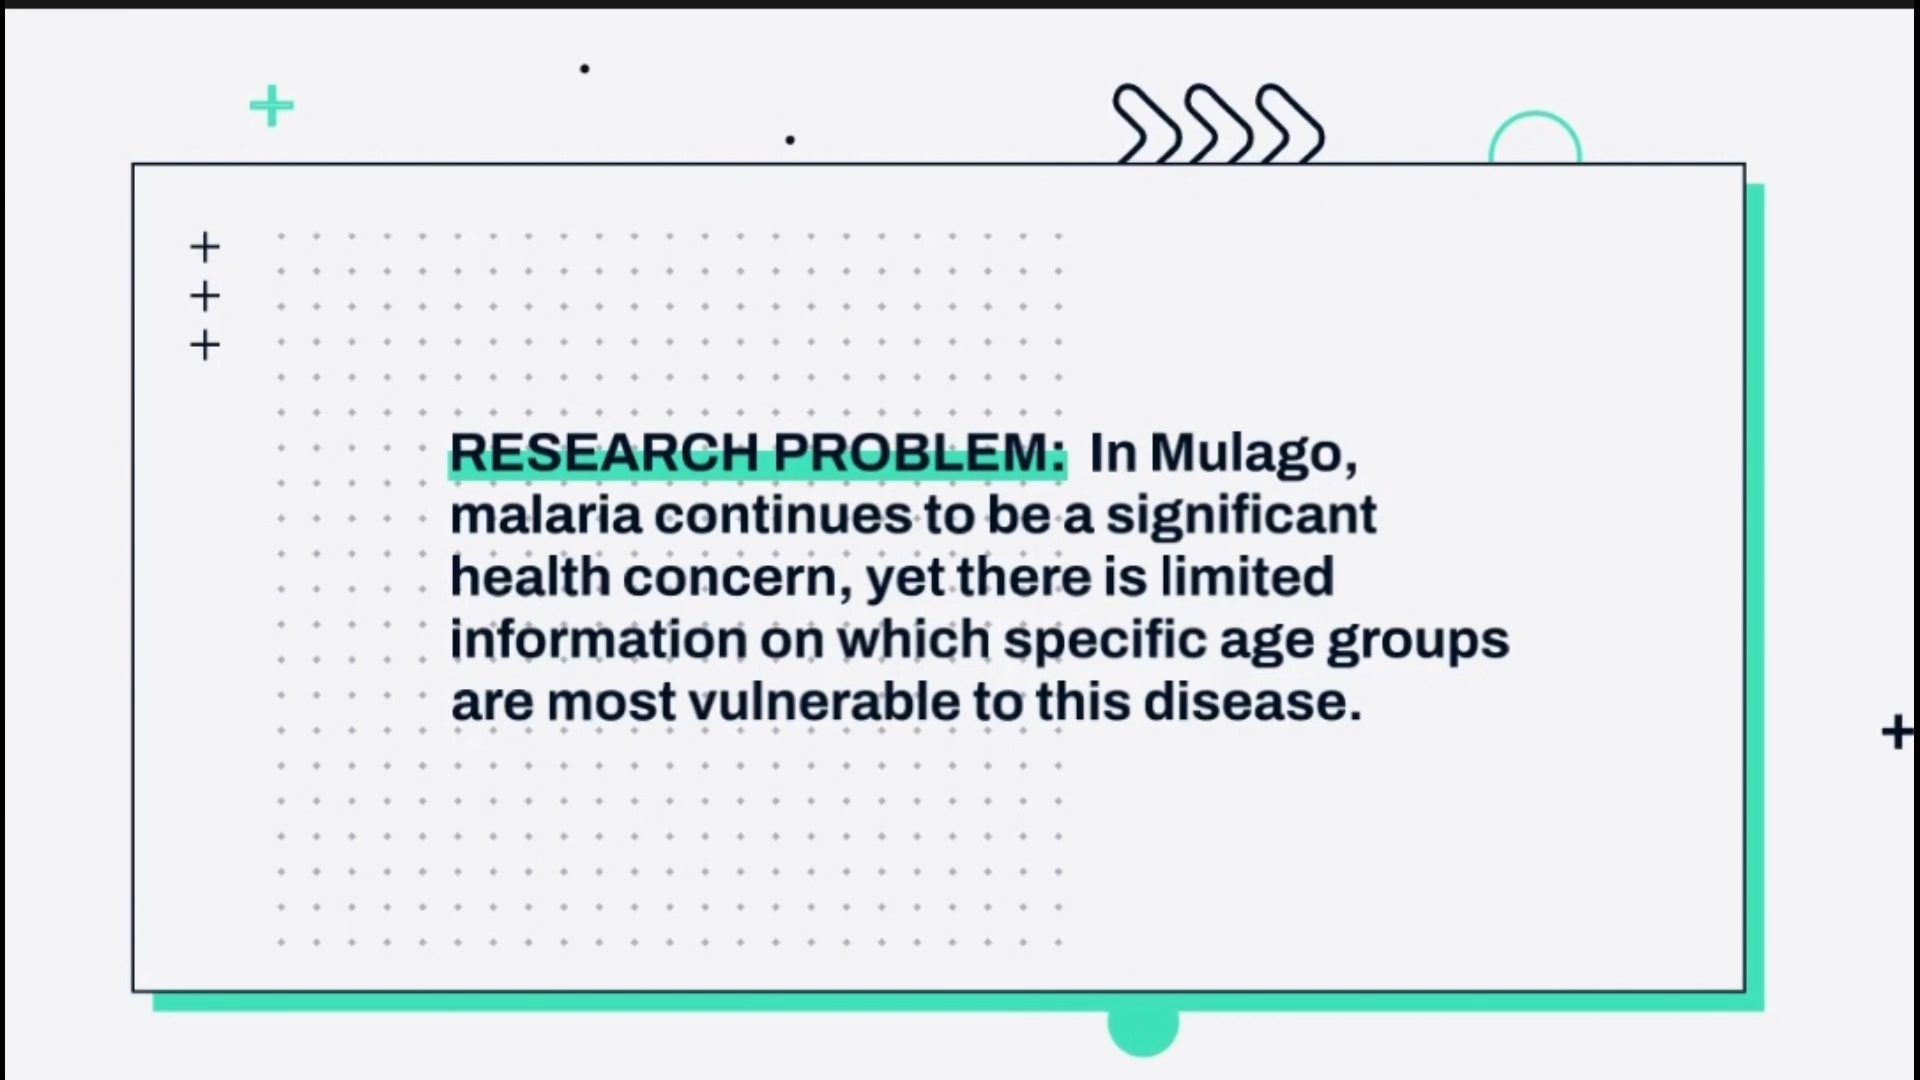 RESEARCH PROBLEM: In Mulago,
malaria continues to be a significant
health concern, yet there is limited
information on which specific age groups
are most vulnerable to this disease.